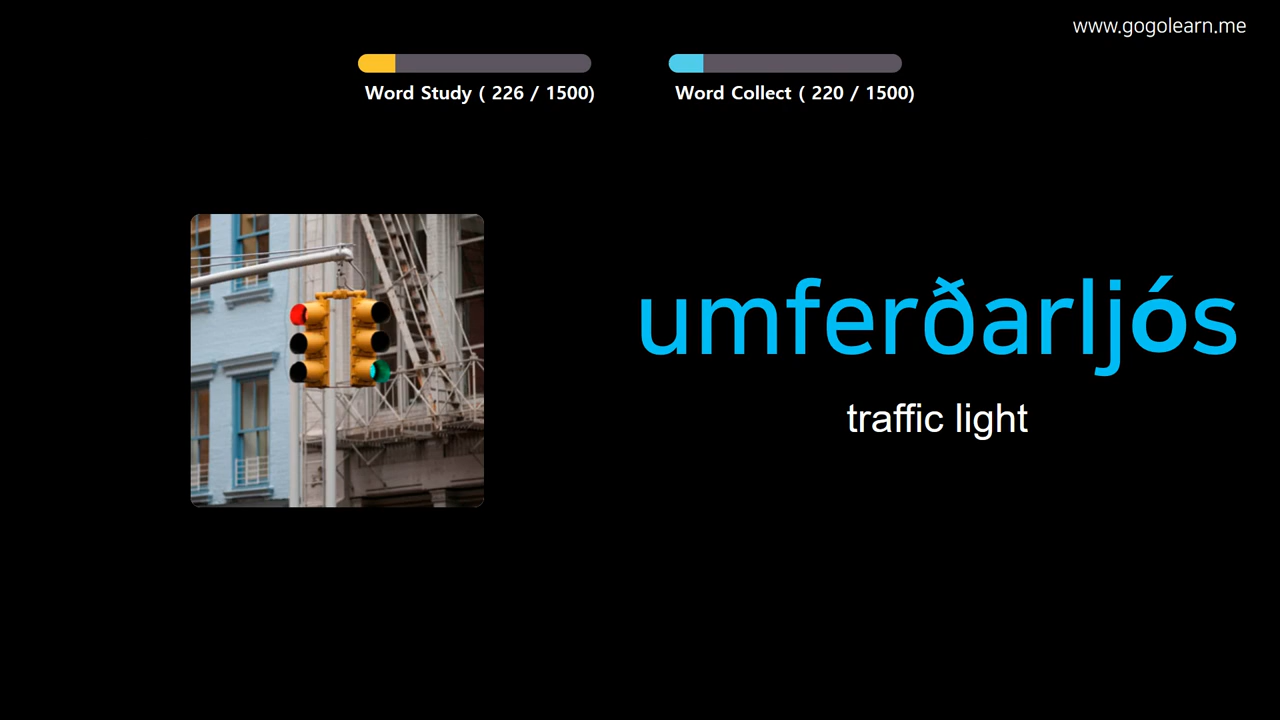 www.gogolearn.me
Word Study ( 226 / 1500)
Word Collect ( 220 / 1500)
umferðarljós
traffic light